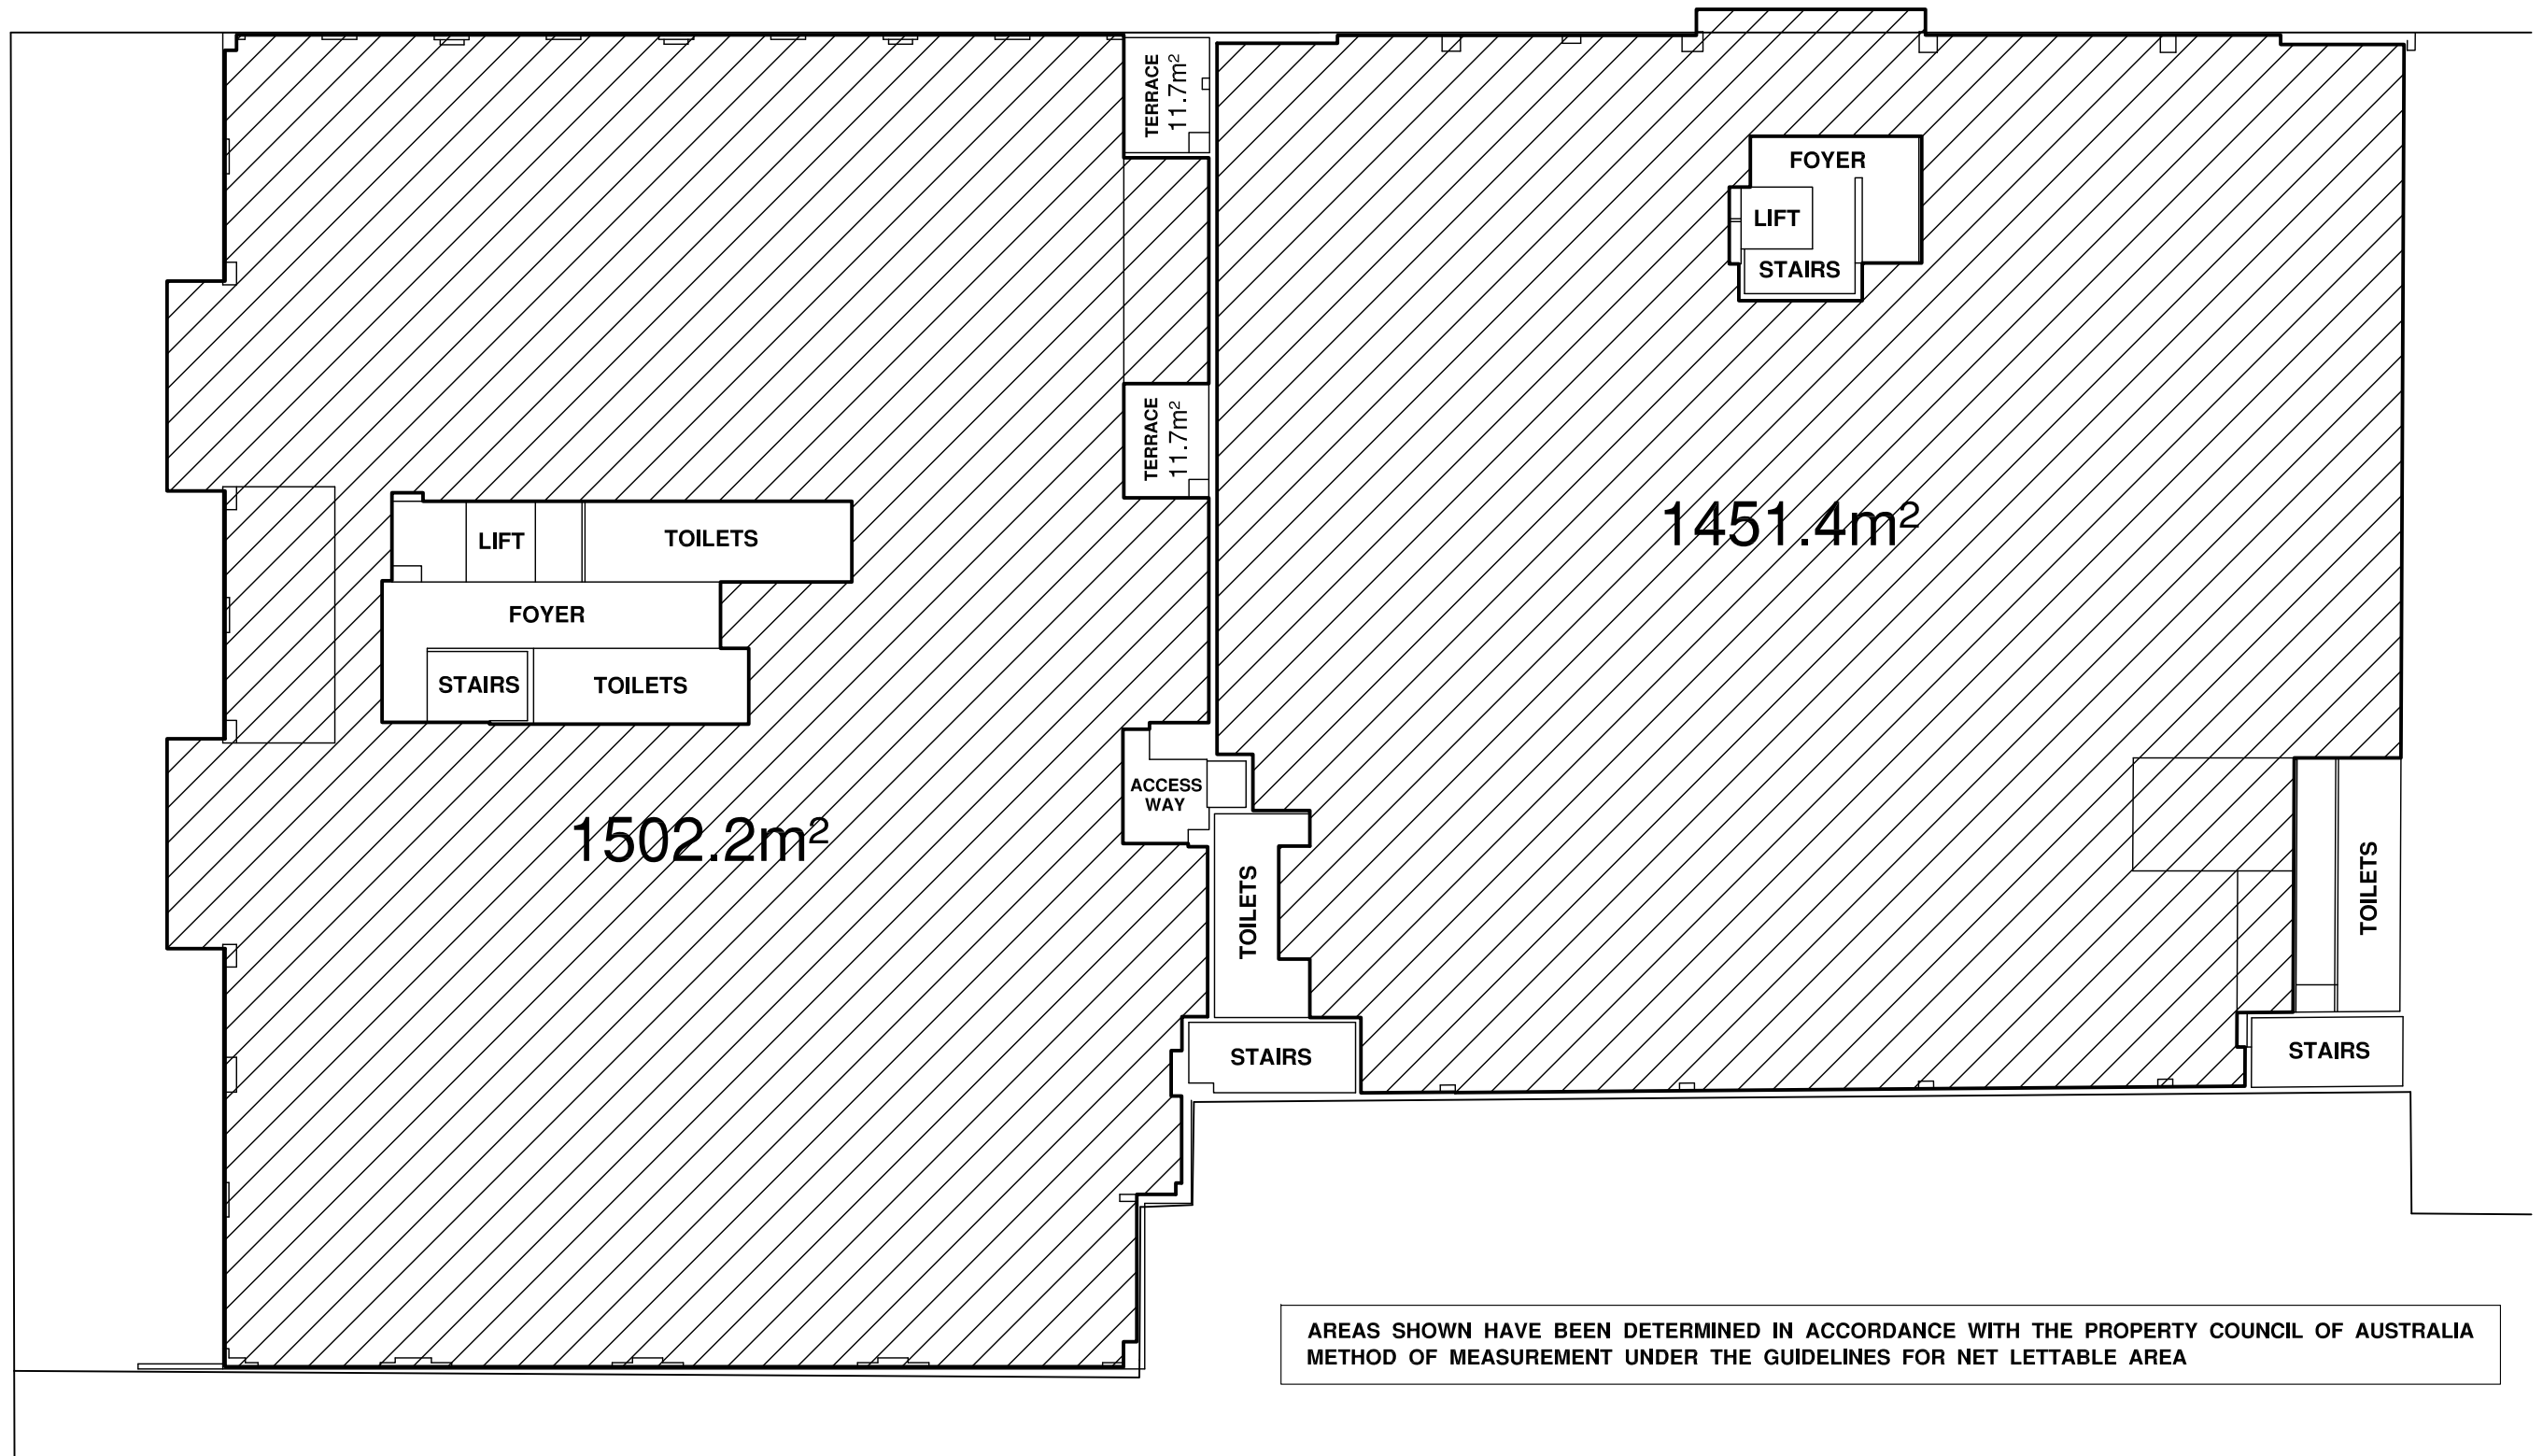 TERRACE
11.7m²
FOYER
LIFT
STAIRS
TERRACE
11.7m²
1451.4m²
LIFT
TOILETS
FOYER
STAIRS
TOILETS
ACCESS
WAY
1502.2m²
TOILETS
TOILETS
STAIRS
STAIRS
AREAS SHOWN HAVE BEEN DETERMINED IN ACCORDANCE WITH THE PROPERTY COUNCIL OF AUSTRALIA
METHOD OF MEASUREMENT UNDER THE GUIDELINES FOR NET LETTABLE AREA